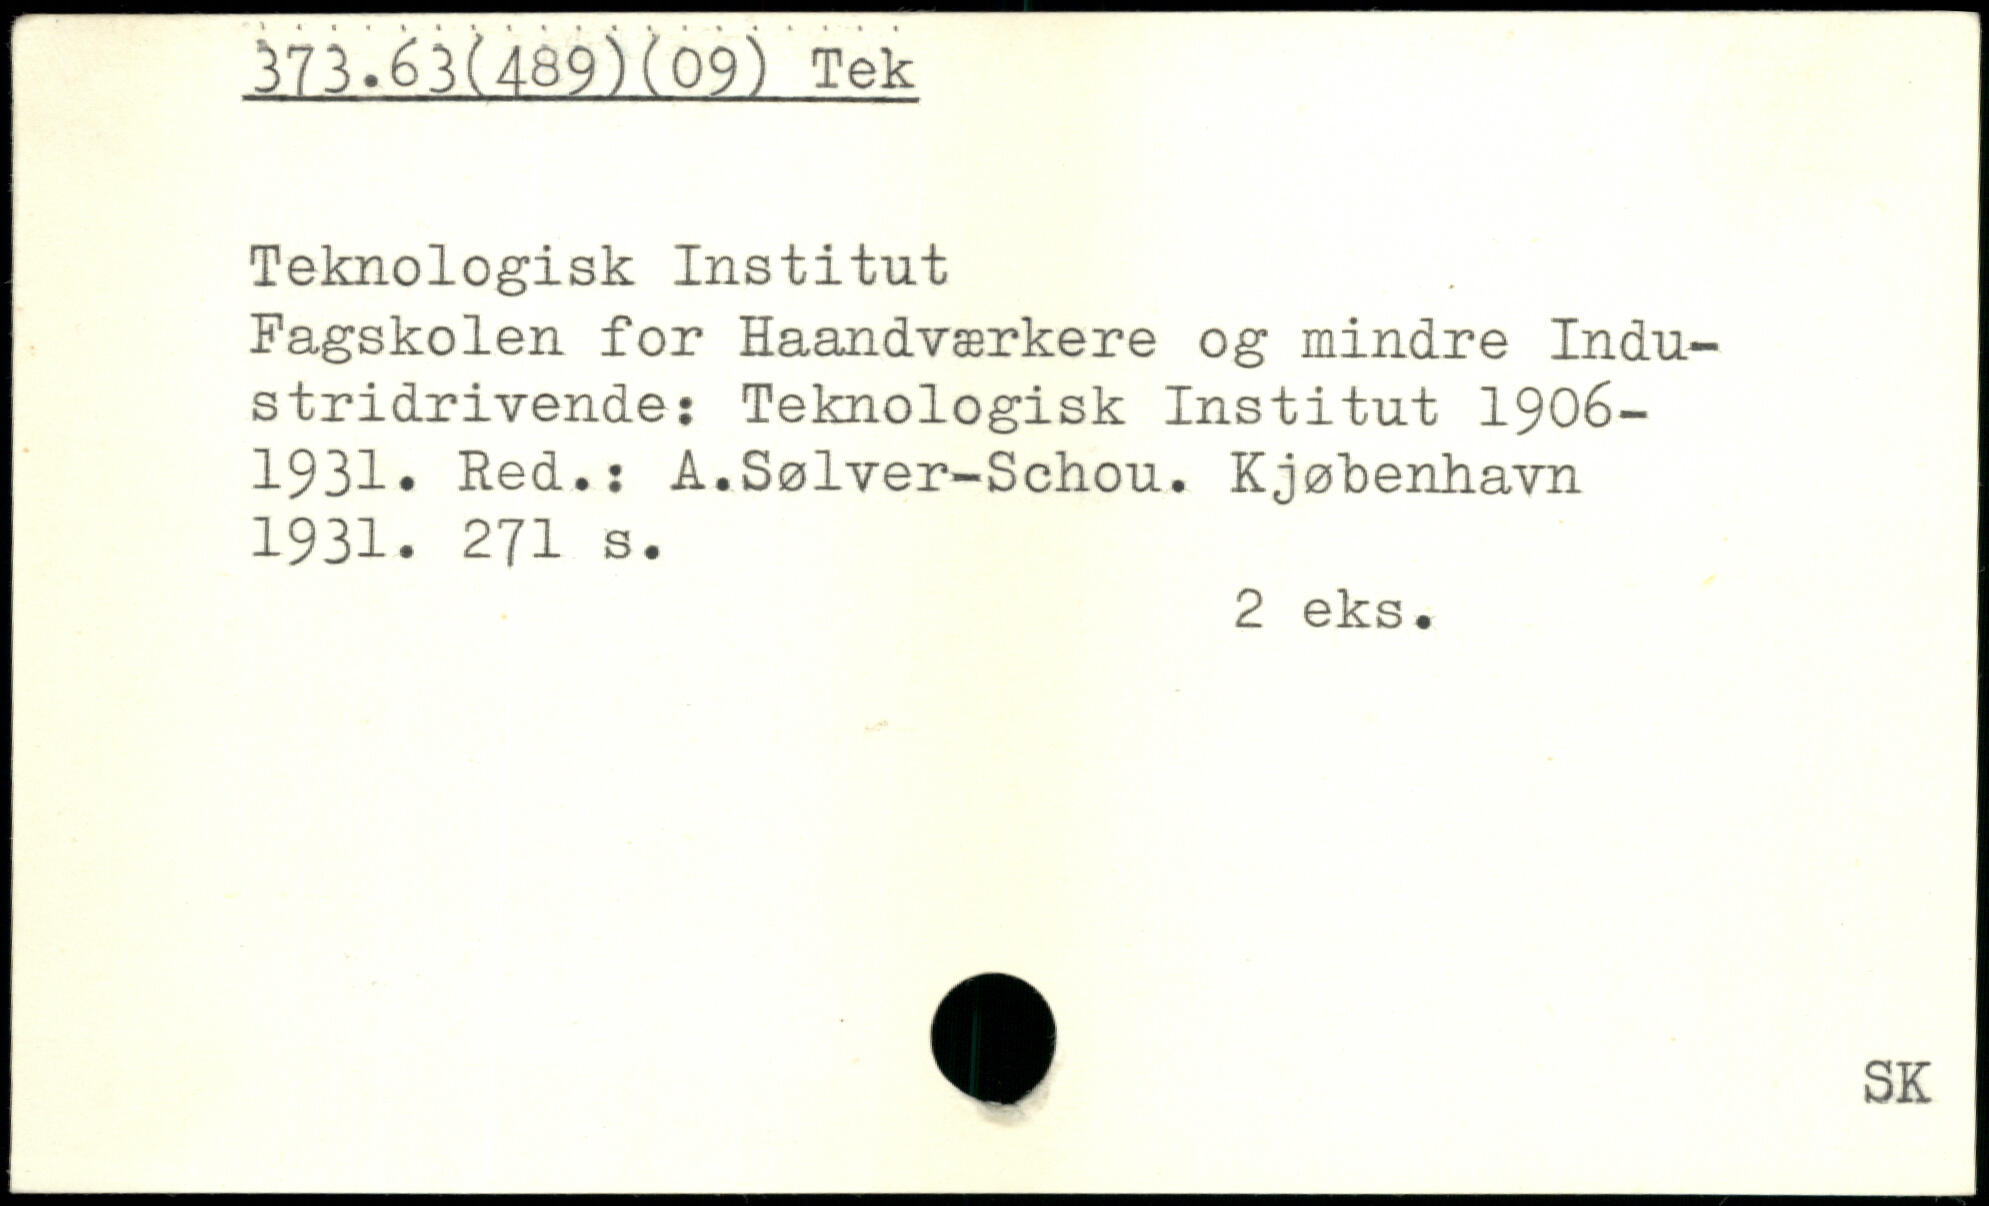 373.63(489)(09) Tek
Teknologisk Institut
Fagskolen for Haandværkere og mindre Indu-
stridrivende: Teknologisk Institut 1906-
1931. Red.: A.Sølver-Schou. Kjøbenhavn
1931. 271 s.
2 eks.
SK